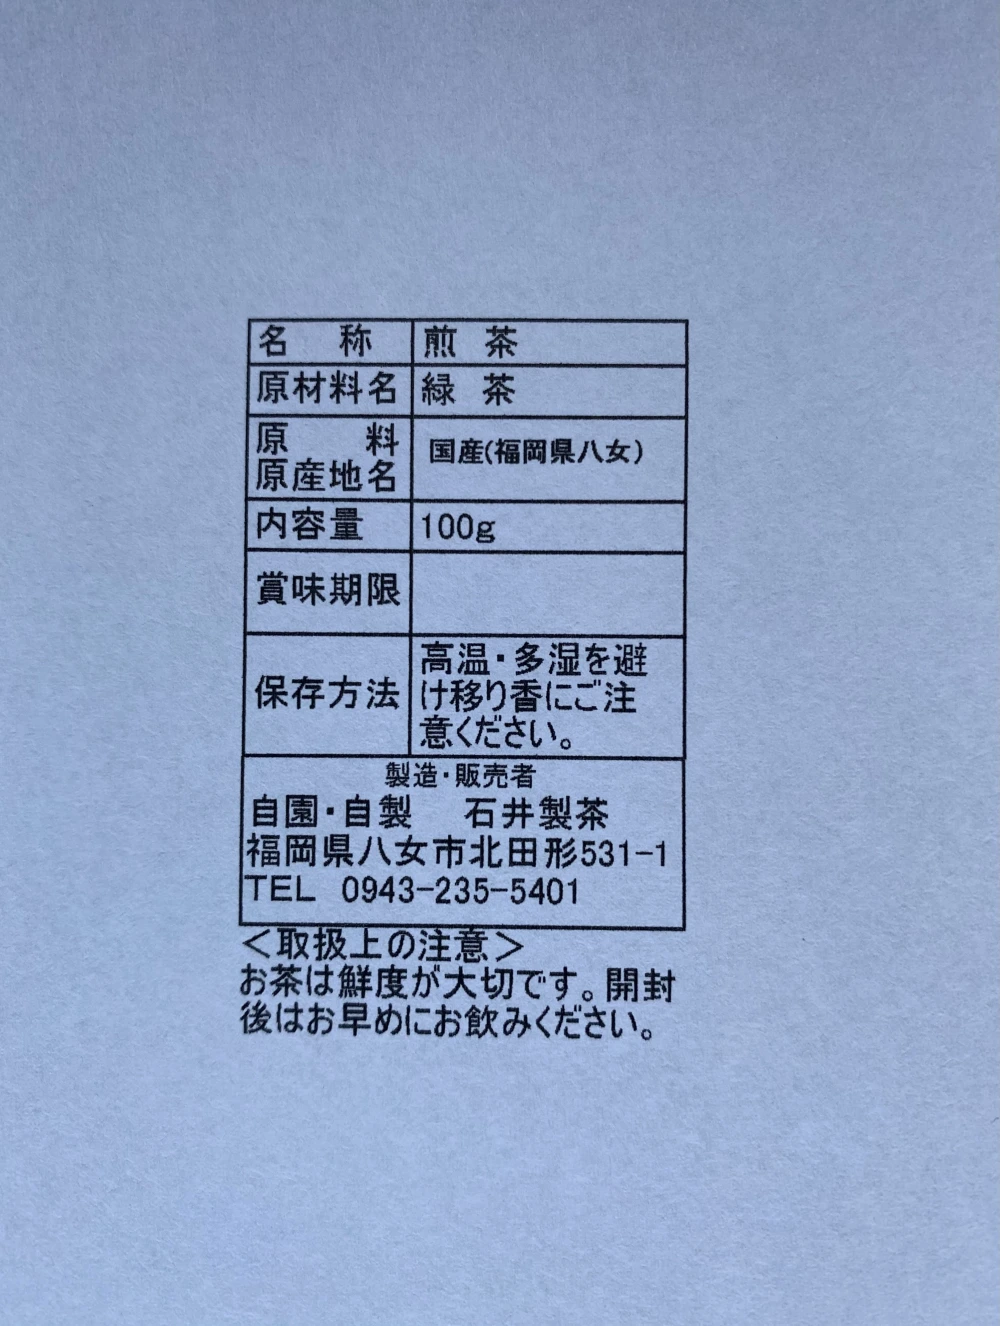 名　称　煎 茶
原材料名　緑 茶
原　料
原産地名　国産(福岡県八女)
内容量　100g
賞味期限
保存方法　高温・多湿を避
け移り香にご注
意ください。
製造・販売者
自園・自製　石井製茶
福岡県八女市北田形531-1
TEL 0943-235-5401
＜取扱上の注意＞
お茶は鮮度が大切です。開封
後はお早めにお飲みください。